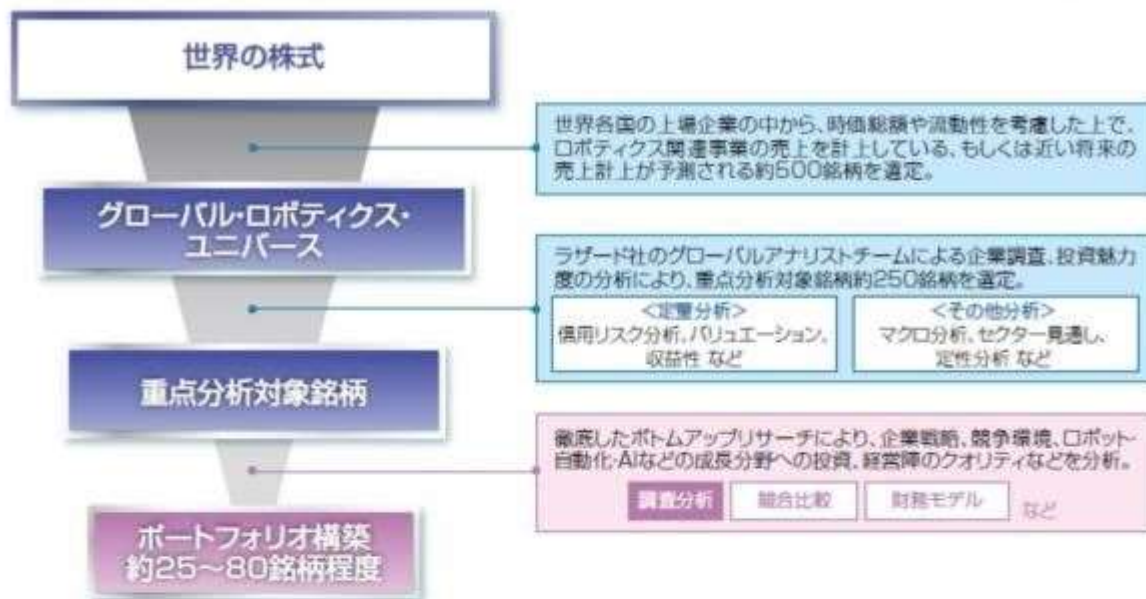 世界の株式
世界各国の上場企業の中から、時価総額や流動性を考慮した上で、
ロボティクス関連事業の売上を計上している、もしくは近い将来の
売上計上が予測される約500銘柄を選定。
グローバル・ロボティクス・
ユニバース
ラザード社のグローバルアナリストチームによる企業調査、投資魅力
度の分析により、重点分析対象銘柄約250銘柄を選定。
<定量分析>
信用リスク分析、バリュエーション、
収益性 など
<その他分析>
マクロ分析、セクター見通し、
定性分析 など
重点分析対象銘柄
徹底したボトムアップリサーチにより、企業戦略、競争環境、ロボット・
自動化・AIなどの成長分野への投資、経営陣のクオリティなどを分析。
調査分析
競合比較
財務モデル
など
ポートフォリオ構築
約25～80銘柄程度